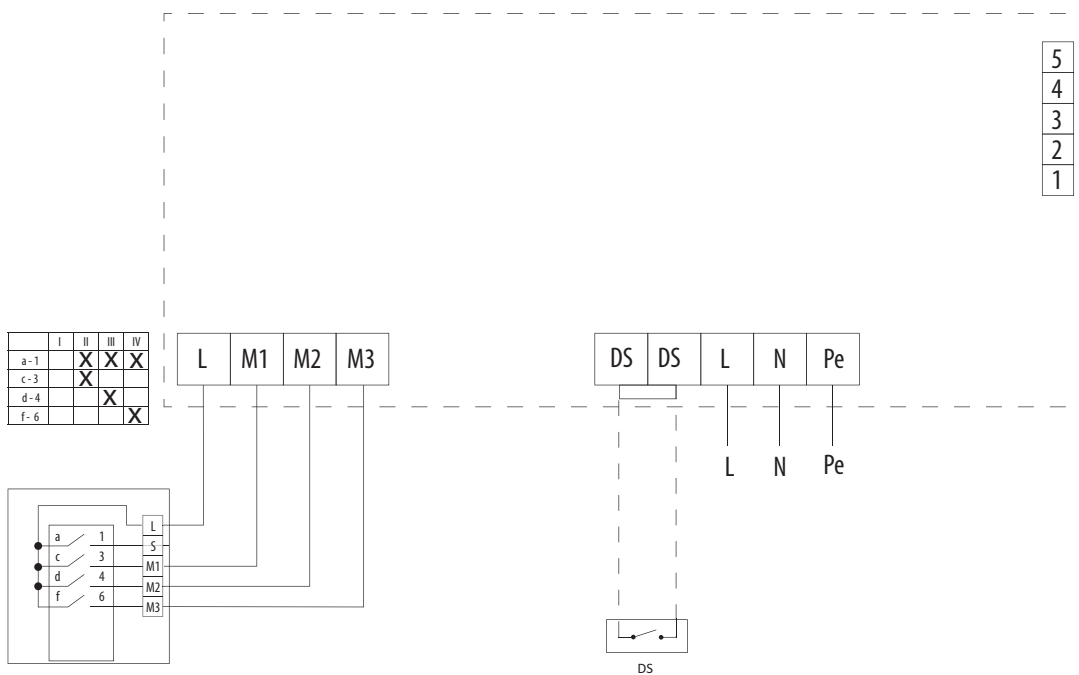 5
4
3
2
1
I II III IV
a - 1 X X X
c - 3 X
d - 4 X
f - 6 X
L M1 M2 M3
DS DS L N Pe
L N Pe
L
a 1 S
c 3 M1
d 4 M2
f 6 M3
DS